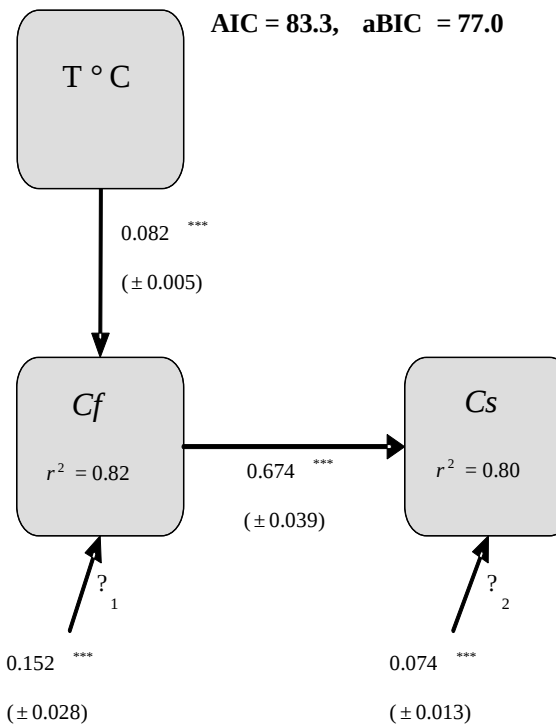 AIC = 83.3, aBIC = 77.0
T ° C
0.082 ***
(± 0.005)
Cf
r² = 0.82
Cs
r² = 0.80
0.674 ***
(± 0.039)
?₁
?₂
0.152 ***
(± 0.028)
0.074 ***
(± 0.013)